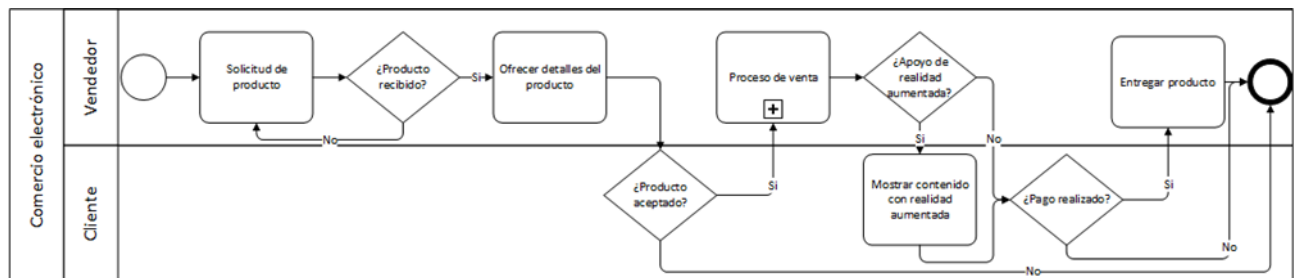 Comercio electrónico
Vendedor
Solicitud de
producto
¿Producto
recibido?
Si
No
Ofrecer detalles del
producto
Proceso de venta
¿Apoyo de
realidad
aumentada?
Si
No
Entregar producto
Cliente
¿Producto
aceptado?
Si
No
Mostrar contenido
con realidad
aumentada
¿Pago realizado?
Si
No